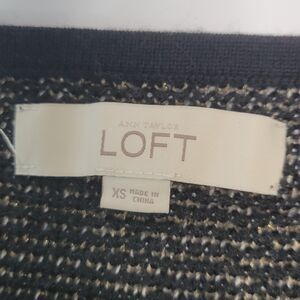 ANN TAYLOR
LOFT
XS MADE IN
CHINA